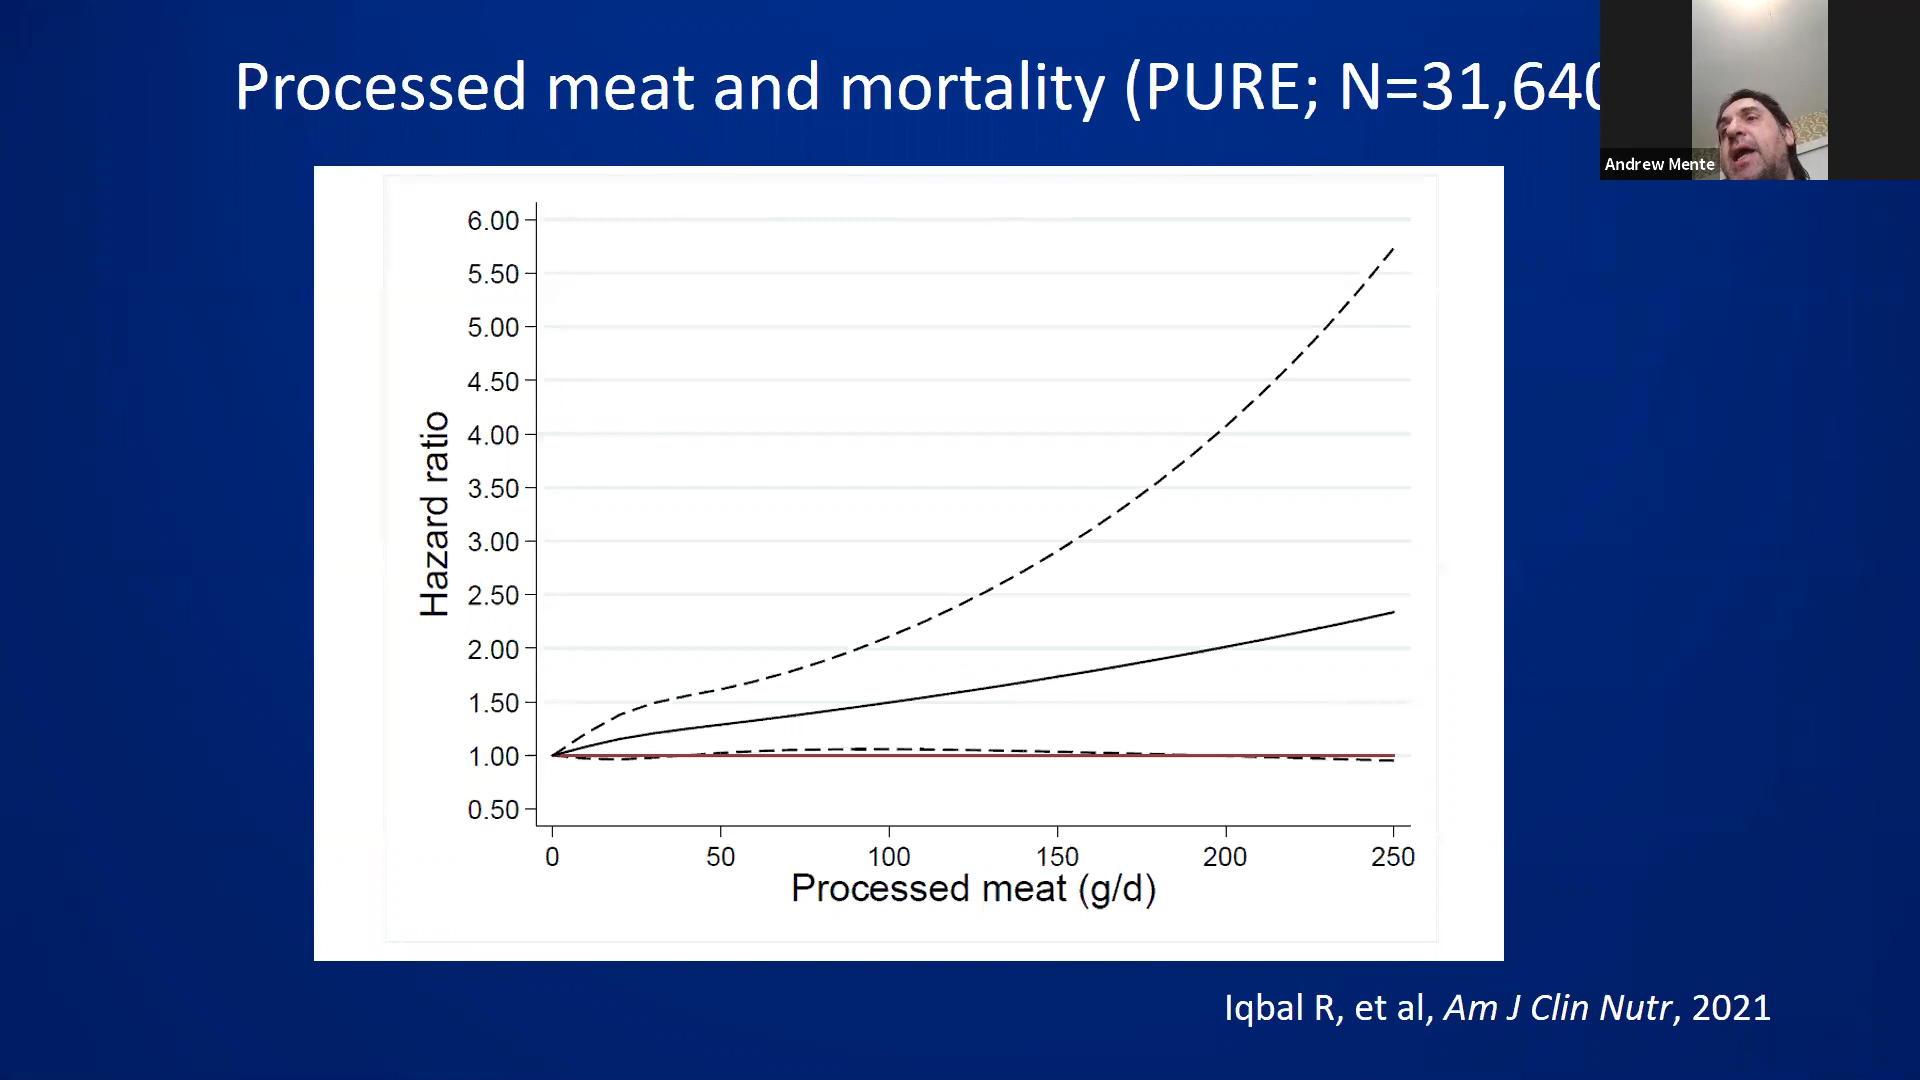 Processed meat and mortality (PURE; N=31,640
Andrew Mente
6.00
5.50
5.00
4.50
4.00
3.50
3.00
2.50
2.00
1.50
1.00
0.50
Hazard ratio
0 50 100 150 200 250
Processed meat (g/d)
Iqbal R, et al, Am J Clin Nutr, 2021